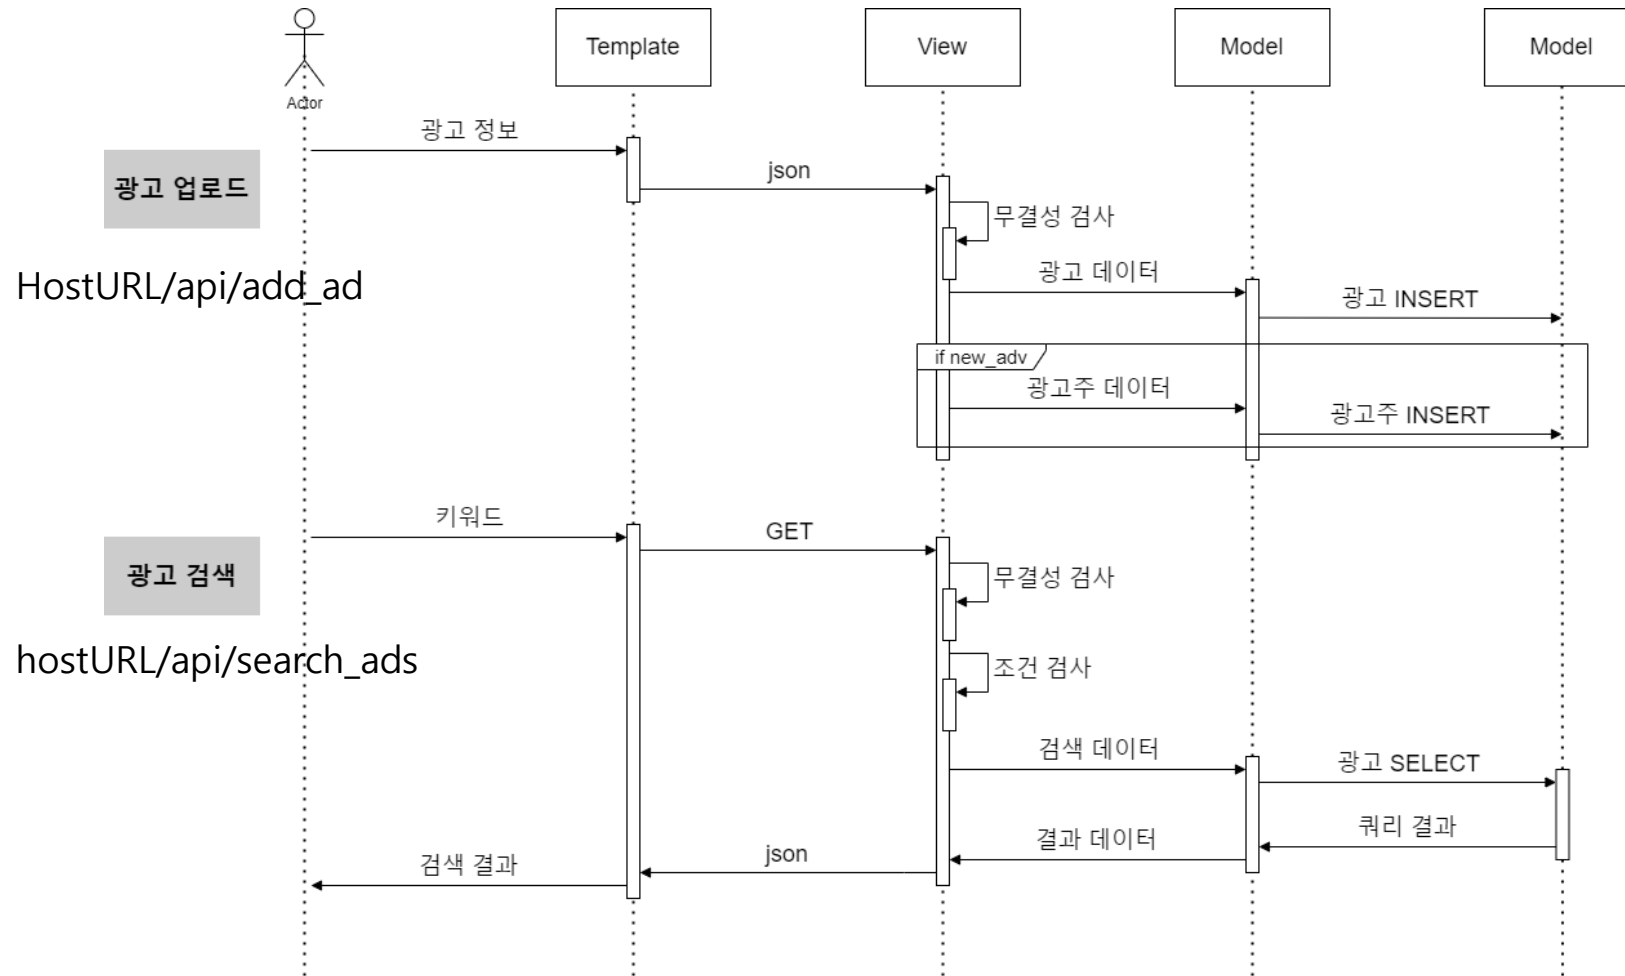 Actor
Template
View
Model
Model
광고 정보
광고 업로드
json
무결성 검사
HostURL/api/add_ad
광고 데이터
광고 INSERT
if new_adv
광고주 데이터
광고주 INSERT
키워드
GET
광고 검색
무결성 검사
hostURL/api/search_ads
조건 검사
검색 데이터
광고 SELECT
쿼리 결과
결과 데이터
json
검색 결과